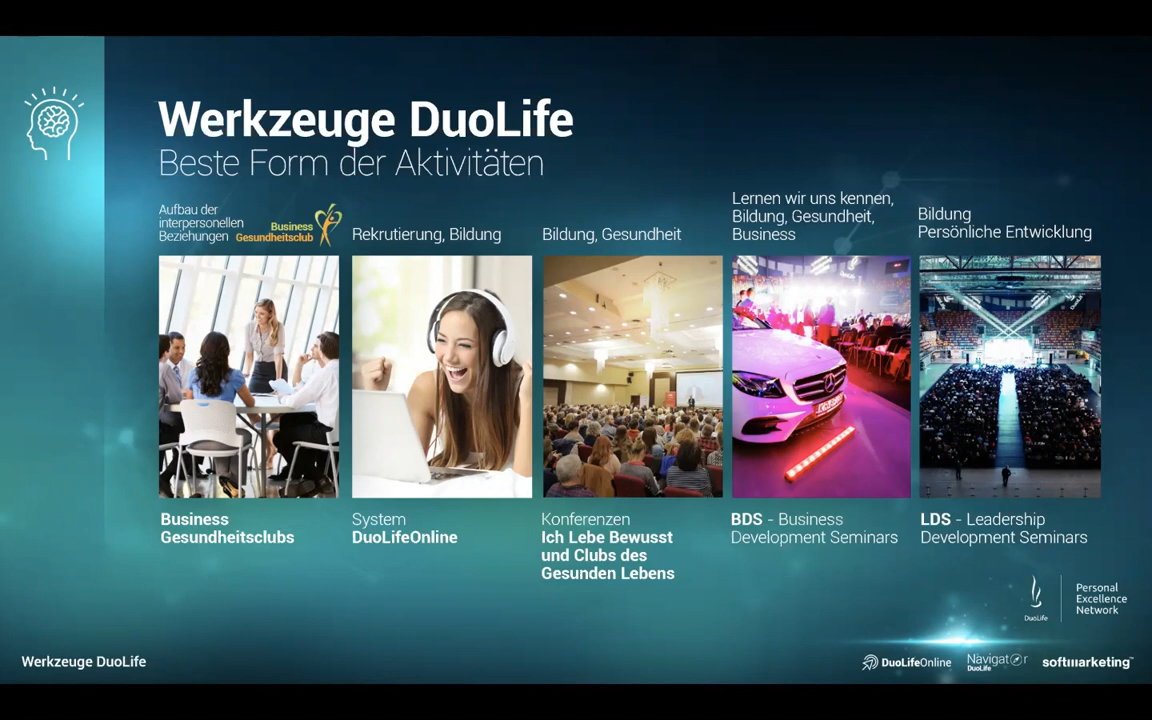 Werkzeuge DuoLife
Beste Form der Aktivitäten
Aufbau der
interpersonellen
Beziehungen
Business
Gesundheitsclub
Rekrutierung, Bildung
Bildung, Gesundheit
Lernen wir uns kennen,
Bildung, Gesundheit,
Business
Bildung
Persönliche Entwicklung
Business
Gesundheitsclubs
System
DuoLifeOnline
Konferenzen
Ich Lebe Bewusst
und Clubs des
Gesunden Lebens
BDS - Business
Development Seminars
LDS - Leadership
Development Seminars
DuoLife
Personal
Excellence
Network
Werkzeuge DuoLife
DuoLifeOnline
Navigator
DuoLife
softmarketing™